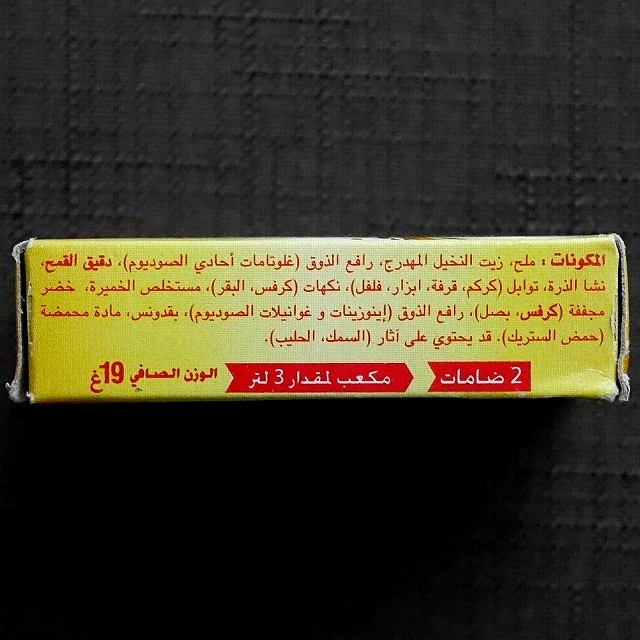 المكونات : ملح، زيت النخيل المهدرج، رافع الذوق (غلوتامات أحادي الصوديوم)، دقيق القمح،
نشا الذرة، توابل (كركم، قرفة، ابزار، فلفل)، نكهات (كرفس، البقر)، مستخلص الخميرة، خضر
مجففة (كرفس، بصل)، رافع الذوق (إينوزينات و غوانيلات الصوديوم)، بقدونس، مادة محمضة
(حمض الستريك). قد يحتوي على آثار (السمك، الحليب).
2 ضامات مكعب لمقدار 3 لتر الوزن الصافي 19غ